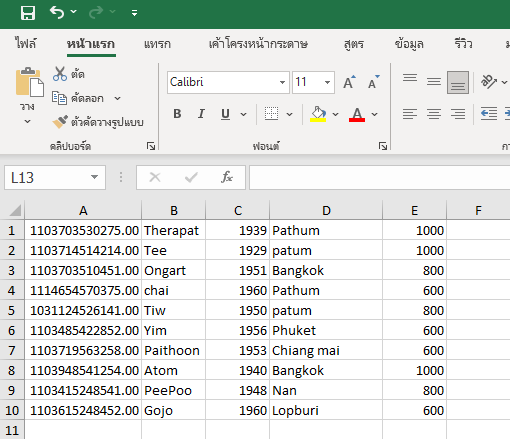 ไฟล์ หน้าแรก แทรก เค้าโครงหน้ากระดาษ สูตร ข้อมูล รีวิว
วาง
ตัด
คัดลอก
ตัวคัดวางรูปแบบ
คลิปบอร์ด
Calibri 11 A A
B I U A
ฟอนต์
L13 fx
A B C D E F
1 1103703530275.00 Therapat 1939 Pathum 1000
2 1103714514214.00 Tee 1929 patum 1000
3 1103703510451.00 Ongart 1951 Bangkok 800
4 1114654570375.00 chai 1960 Pathum 600
5 1031124526141.00 Tiw 1950 patum 800
6 1103485422852.00 Yim 1956 Phuket 600
7 1103719563258.00 Paithoon 1953 Chiang mai 600
8 1103948541254.00 Atom 1940 Bangkok 1000
9 1103415248541.00 PeePoo 1948 Nan 800
10 1103615248452.00 Gojo 1960 Lopburi 600
11